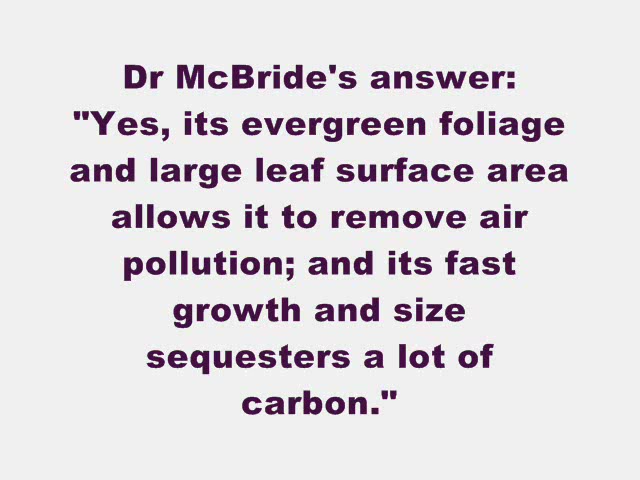 Dr McBride's answer:
"Yes, its evergreen foliage
and large leaf surface area
allows it to remove air
pollution; and its fast
growth and size
sequesters a lot of
carbon."